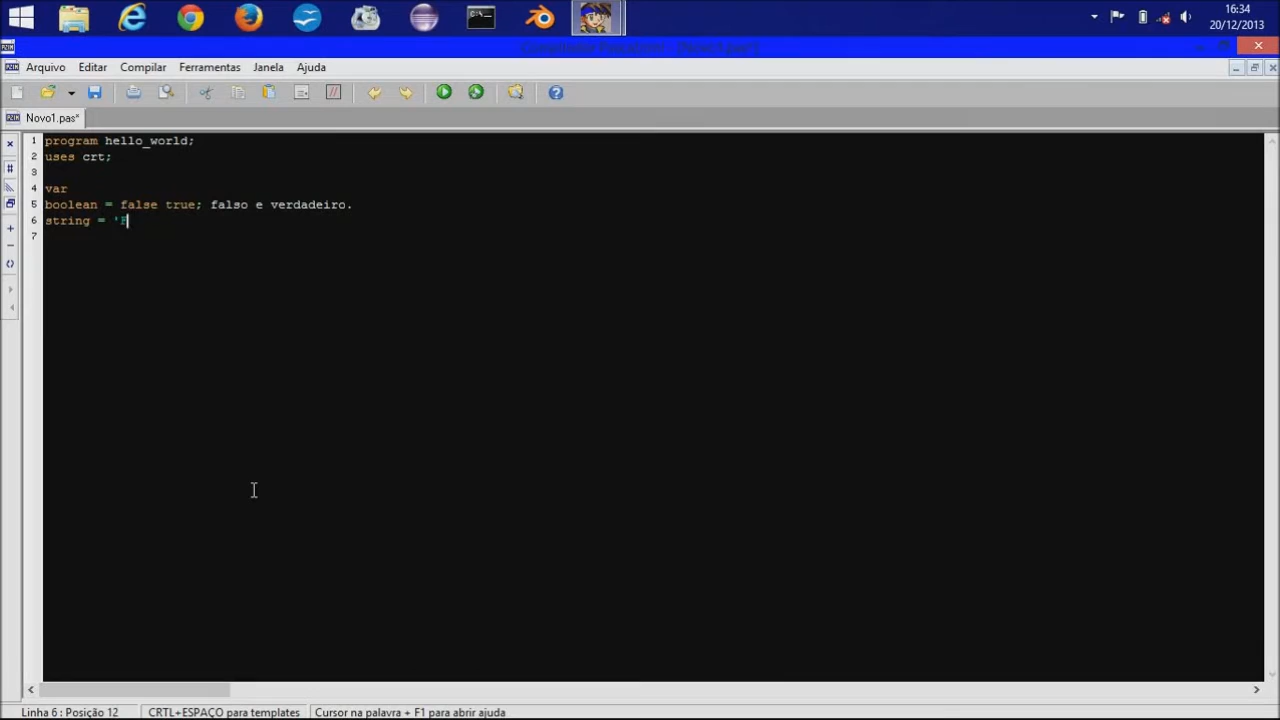 16:34
20/12/2013
Arquivo Editar Compilar Ferramentas Janela Ajuda
Novo1.pas*
1 program hello_world;
2 uses crt;
3
4 var
5 boolean = false true; falso e verdadeiro.
6 string = 'F
7
Linha 6 : Posição 12 CRTL+ESPAÇO para templates Cursor na palavra + F1 para abrir ajuda